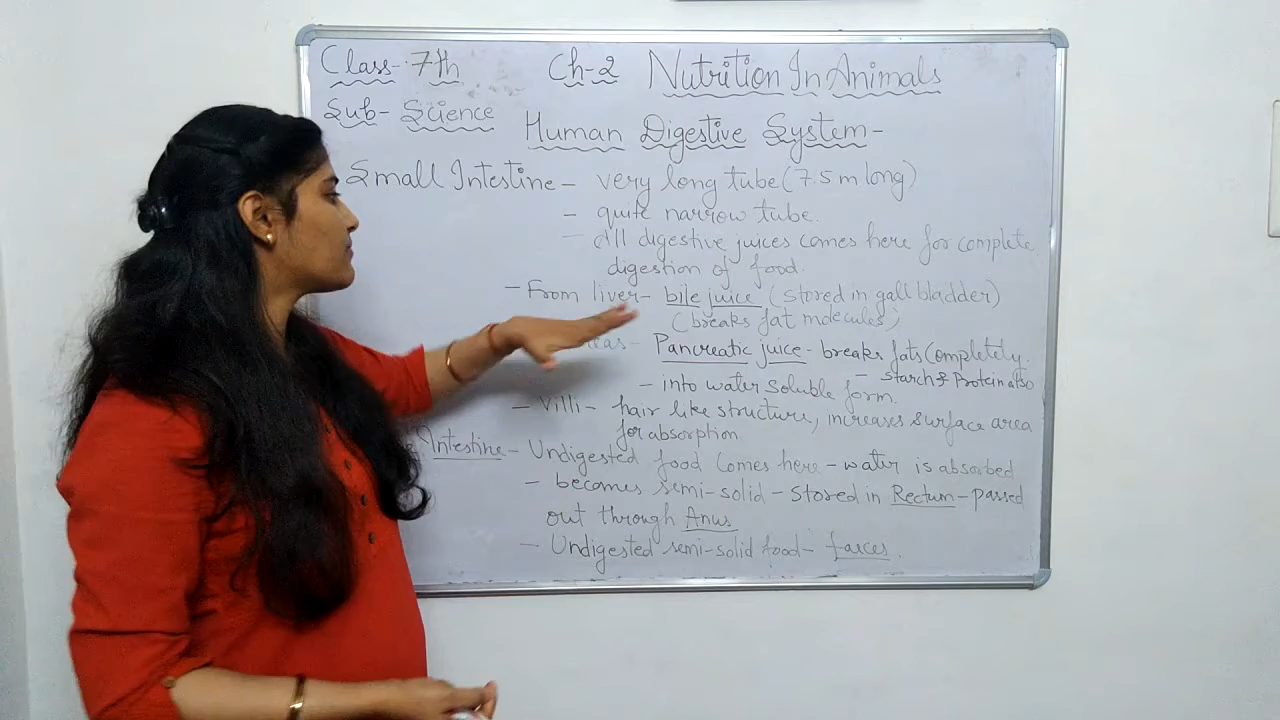 Class- 7th Ch-2 Nutrition In Animals
Sub- Science
Human Digestive System-
Small Intestine - very long tube (7.5 m long)
- quite narrow tube.
- All digestive juices comes here for complete
digestion of food.
- From liver- bile juice (stored in gall bladder)
(breaks fat molecules)
eas- Pancreatic juice- breaks fats Completely.
- starch & Protein also
- into water soluble form.
- Villi- hair like structure, increases surface area
for absorption
Intestine - Undigested food comes here - water is absorbed
- becomes semi-solid - stored in Rectum - passed
out through Anus
- Undigested semi-solid food- faeces.